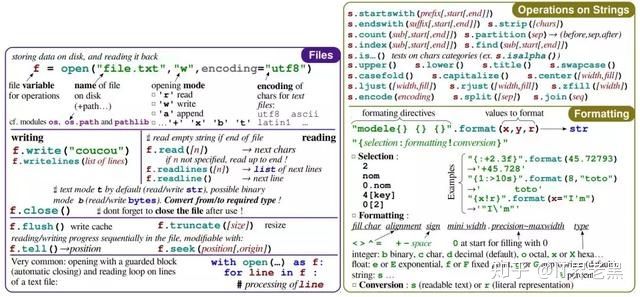 Files
storing data on disk, and reading it back
f = open("file.txt","w",encoding="utf8")
file variable
for operations
name of file
on disk
(+path…)
opening mode
'r' read
'w' write
'a' append
…'+' 'x' 'b' 't'
encoding of
chars for text
files:
utf8 ascii
latin1 …
cf. modules os, os.path and pathlib
writing
f.write("coucou")
f.writelines(list of lines)
read empty string if end of file
reading
f.read([n]) → next chars
if n not specified, read up to end !
f.readlines([n]) → list of next lines
f.readline() → next line
text mode t by default (read/write str), possible binary
mode b (read/write bytes). Convert from/to required type !
f.close() dont forget to close the file after use !
f.flush() write cache
f.truncate([size]) resize
reading/writing progress sequentially in the file, modifiable with:
f.tell()→position
f.seek(position[,origin])
Very common: opening with a guarded block
(automatic closing) and reading loop on lines
of a text file:
with open(…) as f:
for line in f :
# processing of line
Operations on Strings
s.startswith(prefix[,start[,end]])
s.endswith(suffix[,start[,end]]) s.strip([chars])
s.count(sub[,start[,end]]) s.partition(sep)→ (before,sep,after)
s.index(sub[,start[,end]]) s.find(sub[,start[,end]])
s.is…() tests on chars categories (ex. s.isalpha())
s.upper() s.lower() s.title() s.swapcase()
s.casefold() s.capitalize() s.center([width,fill])
s.ljust([width,fill]) s.rjust([width,fill]) s.zfill([width])
s.encode(encoding) s.split([sep]) s.join(seq)
Formatting
formatting directives
values to format
"modele{} {} {}".format(x,y,r) → str
"{selection:formatting!conversion}"
Selection :
2
nom
0.nom
4[key]
0[2]
Examples
"{:+2.3f}".format(45.72793)
→'+45.728'
"{1:>10s}".format(8,"toto")
→' toto'
"{x!r}".format(x="I'm")
→'"I\'m"'
Formatting :
fill char alignment sign mini width . precision~maxwidth type
< > ^ = + - space 0 at start for filling with 0
integer: b binary, c char, d decimal (default), o octal, x or X hexa…
float: e or E exponential, f or F fixed
string: s …
Conversion : s (readable text) or r (literal representation)